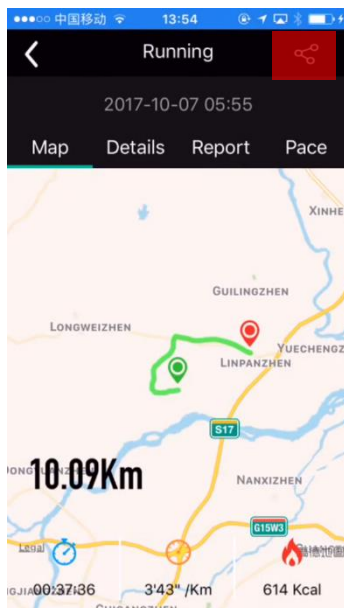 中国移动 13:54
Running
2017-10-07 05:55
Map Details Report Pace
XINHE
GUILINGZHEN
LONGWEIZHEN
YUECHENGZ
LINPANZHEN
S17
10.09Km
NANXIZHEN
G15W3
Legal
00:37:36 3'43" /Km 614 Kcal